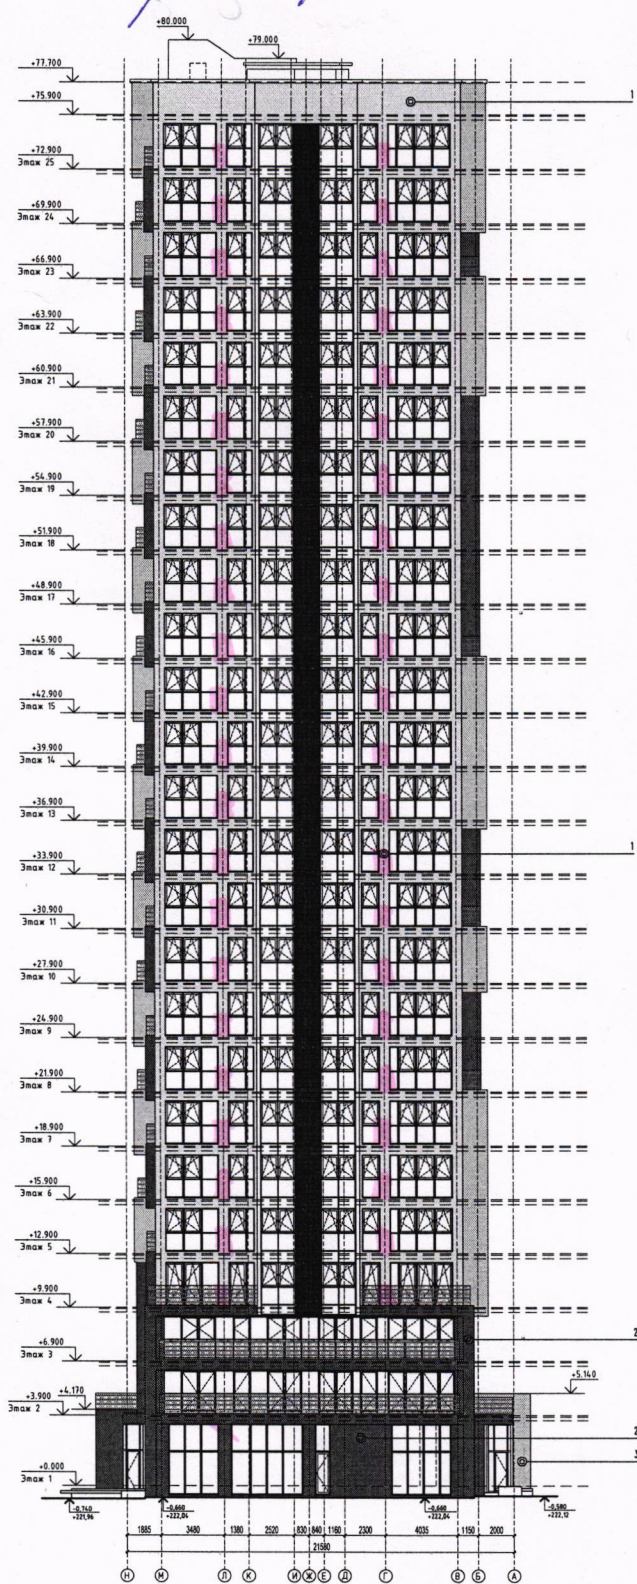 +80.000
+79.000
+77.700
+75.900
1
+72.900
Этаж 25
+69.900
Этаж 24
+66.900
Этаж 23
+63.900
Этаж 22
+60.900
Этаж 21
+57.900
Этаж 20
+54.900
Этаж 19
+51.900
Этаж 18
+48.900
Этаж 17
+45.900
Этаж 16
+42.900
Этаж 15
+39.900
Этаж 14
+36.900
Этаж 13
1
+33.900
Этаж 12
+30.900
Этаж 11
+27.900
Этаж 10
+24.900
Этаж 9
+21.900
Этаж 8
+18.900
Этаж 7
+15.900
Этаж 6
+12.900
Этаж 5
+9.900
Этаж 4
2
+6.900
Этаж 3
+5.140
+3.900 +4.170
Этаж 2
2
3
+0.000
Этаж 1
-0,740 -0,660 -0,660 -0,580
+221,96 +222,04 +222,04 +222,12
1885 3480 1380 2520 830 840 1160 2300 4035 1150 2000
21580
Н М Л К И Ж Е Д Г В Б А